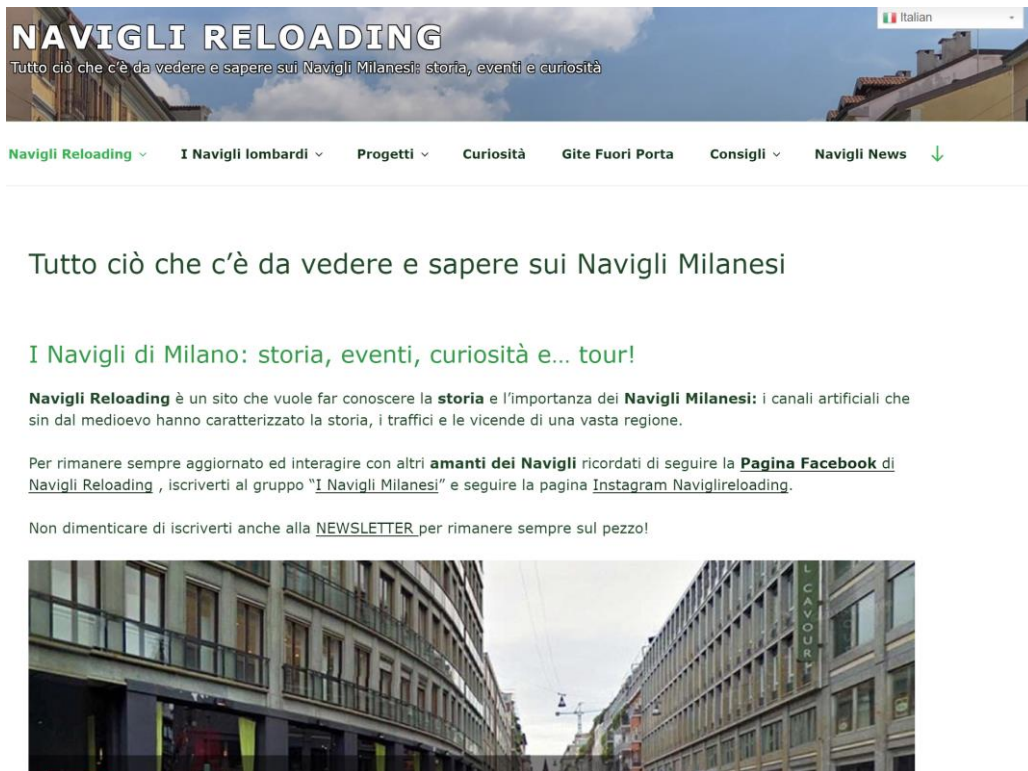 NAVIGLI RELOADING
Italian
Tutto ciò che c'è da vedere e sapere sui Navigli Milanesi: storia, eventi e curiosità
Navigli Reloading
I Navigli lombardi
Progetti
Curiosità
Gite Fuori Porta
Consigli
Navigli News
Tutto ciò che c'è da vedere e sapere sui Navigli Milanesi
I Navigli di Milano: storia, eventi, curiosità e… tour!
Navigli Reloading è un sito che vuole far conoscere la storia e l'importanza dei Navigli Milanesi: i canali artificiali che
sin dal medioevo hanno caratterizzato la storia, i traffici e le vicende di una vasta regione.
Per rimanere sempre aggiornato ed interagire con altri amanti dei Navigli ricordati di seguire la Pagina Facebook di
Navigli Reloading , iscriverti al gruppo "I Navigli Milanesi" e seguire la pagina Instagram Naviglireloading.
Non dimenticare di iscriverti anche alla NEWSLETTER per rimanere sempre sul pezzo!
L CAVOUR